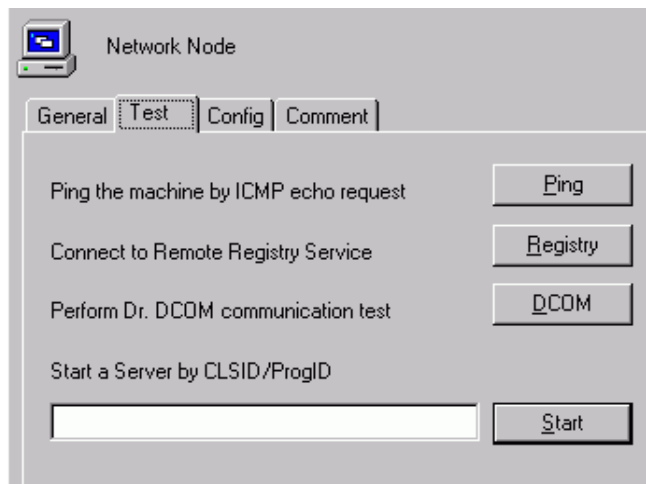 Network Node
General Test Config Comment
Ping the machine by ICMP echo request Ping
Connect to Remote Registry Service Registry
Perform Dr. DCOM communication test DCOM
Start a Server by CLSID/ProgID
Start